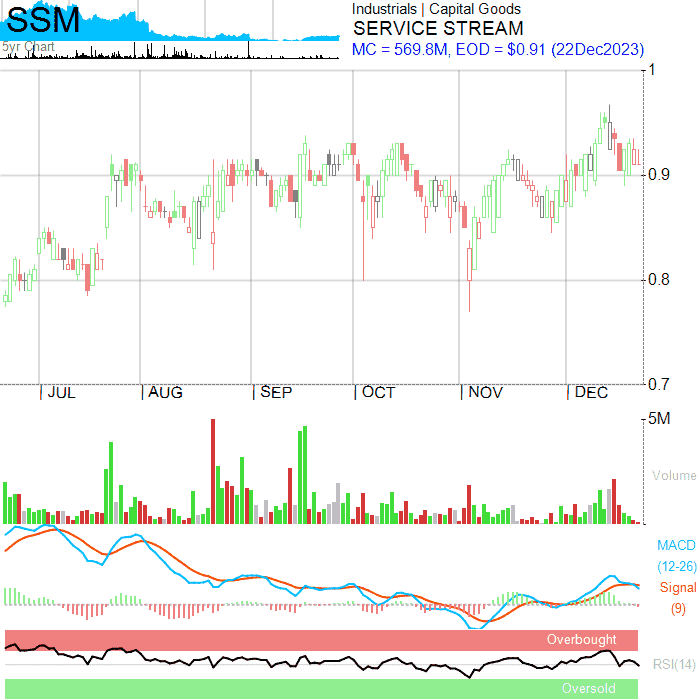 SSM
5yr Chart
Industrials | Capital Goods
SERVICE STREAM
MC = 569.8M, EOD = $0.91 (22Dec2023)
1
0.9
0.8
0.7
JUL
AUG
SEP
OCT
NOV
DEC
5M
Volume
MACD
(12-26)
Signal
(9)
Overbought
RSI(14)
Oversold